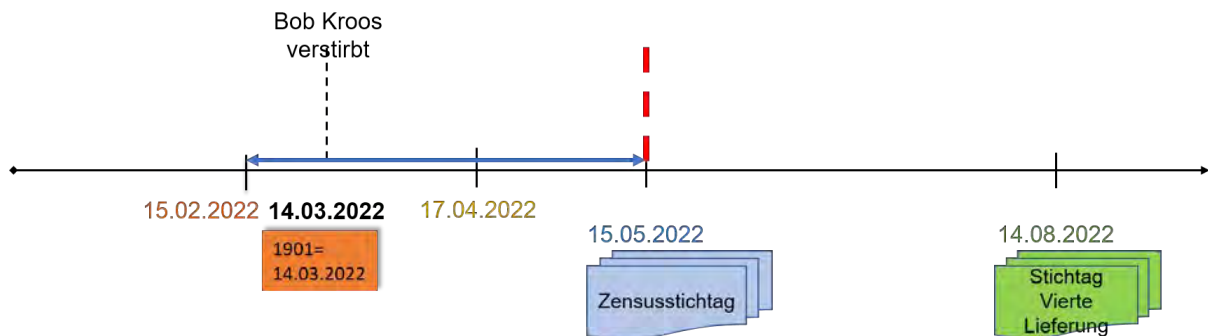 Bob Kroos
verstirbt
15.02.2022
14.03.2022
17.04.2022
15.05.2022
14.08.2022
1901=
14.03.2022
Zensusstichtag
Stichtag
Vierte
Lieferung